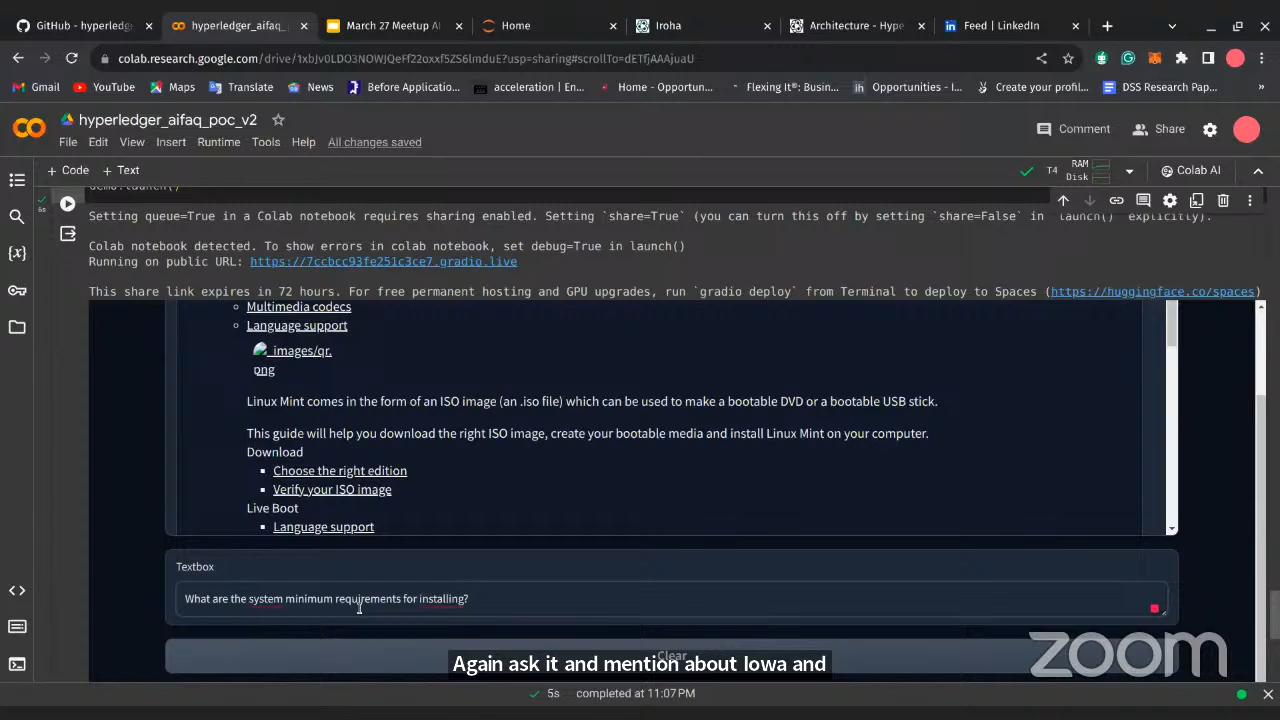 GitHub - hyperledg
hyperledger_aifaq_
March 27 Meetup AI
Home
Iroha
Architecture - Hype
Feed | LinkedIn
colab.research.google.com/drive/1xbJv0LDO3NOWJQeFf22oxxf5ZS6lmduE?usp=sharing#scrollTo=dETfjAAAjuaU
Gmail
YouTube
Maps
Translate
News
Before Applicatio...
acceleration | En...
Home - Opportun...
Flexing It®: Busin...
Opportunities - I...
Create your profil...
DSS Research Pap...
hyperledger_aifaq_poc_v2
Comment
Share
File Edit View Insert Runtime Tools Help All changes saved
+ Code + Text
T4
RAM
Disk
Colab AI
demo.launch()
6s
Setting queue=True in a Colab notebook requires sharing enabled. Setting `share=True` (you can turn this off by setting `share=False` in `launch()` explicitly).
Colab notebook detected. To show errors in colab notebook, set debug=True in launch()
Running on public URL: https://7ccbcc93fe251c3ce7.gradio.live
This share link expires in 72 hours. For free permanent hosting and GPU upgrades, run `gradio deploy` from Terminal to deploy to Spaces (https://huggingface.co/spaces)
Multimedia codecs
Language support
_images/qr.
png
Linux Mint comes in the form of an ISO image (an .iso file) which can be used to make a bootable DVD or a bootable USB stick.
This guide will help you download the right ISO image, create your bootable media and install Linux Mint on your computer.
Download
Choose the right edition
Verify your ISO image
Live Boot
Language support
Textbox
What are the system minimum requirements for installing?
Clear
Again ask it and mention about Iowa and
zoom
5s completed at 11:07 PM